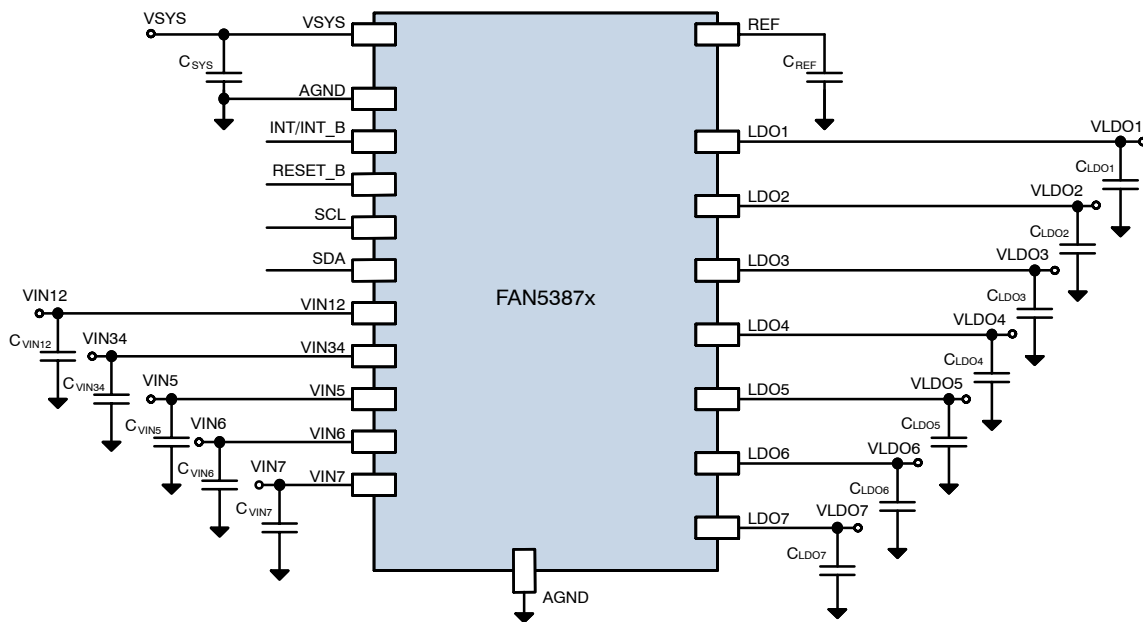 VSYS
VSYS
REF
CSYS
CREF
AGND
INT/INT_B
LDO1
VLDO1
CLDO1
RESET_B
LDO2
VLDO2
CLDO2
SCL
SDA
LDO3
VLDO3
CLDO3
FAN5387x
VIN12
VIN12
CVIN12
LDO4
VLDO4
CLDO4
VIN34
VIN34
CVIN34
VIN5
VIN5
CVIN5
LDO5
VLDO5
CLDO5
VIN6
VIN6
CVIN6
LDO6
VLDO6
CLDO6
VIN7
VIN7
CVIN7
LDO7
VLDO7
CLDO7
AGND